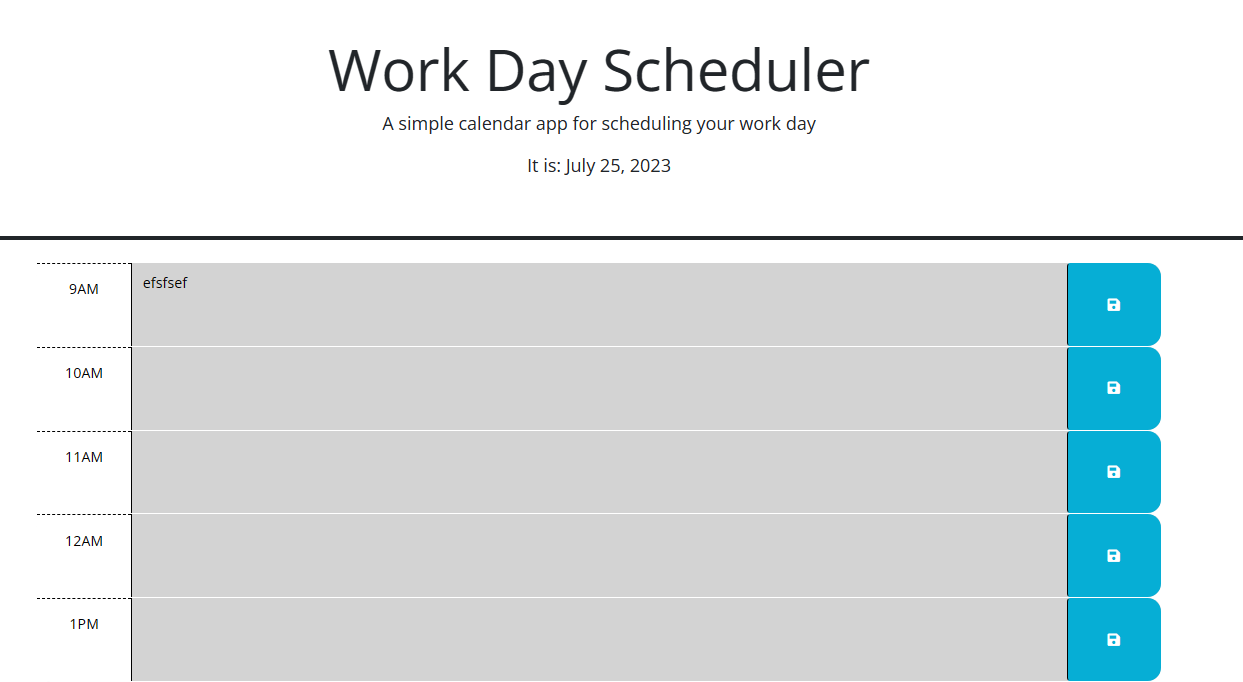 Work Day Scheduler
A simple calendar app for scheduling your work day
It is: July 25, 2023
9AM
efsfsef
10AM
11AM
12AM
1PM